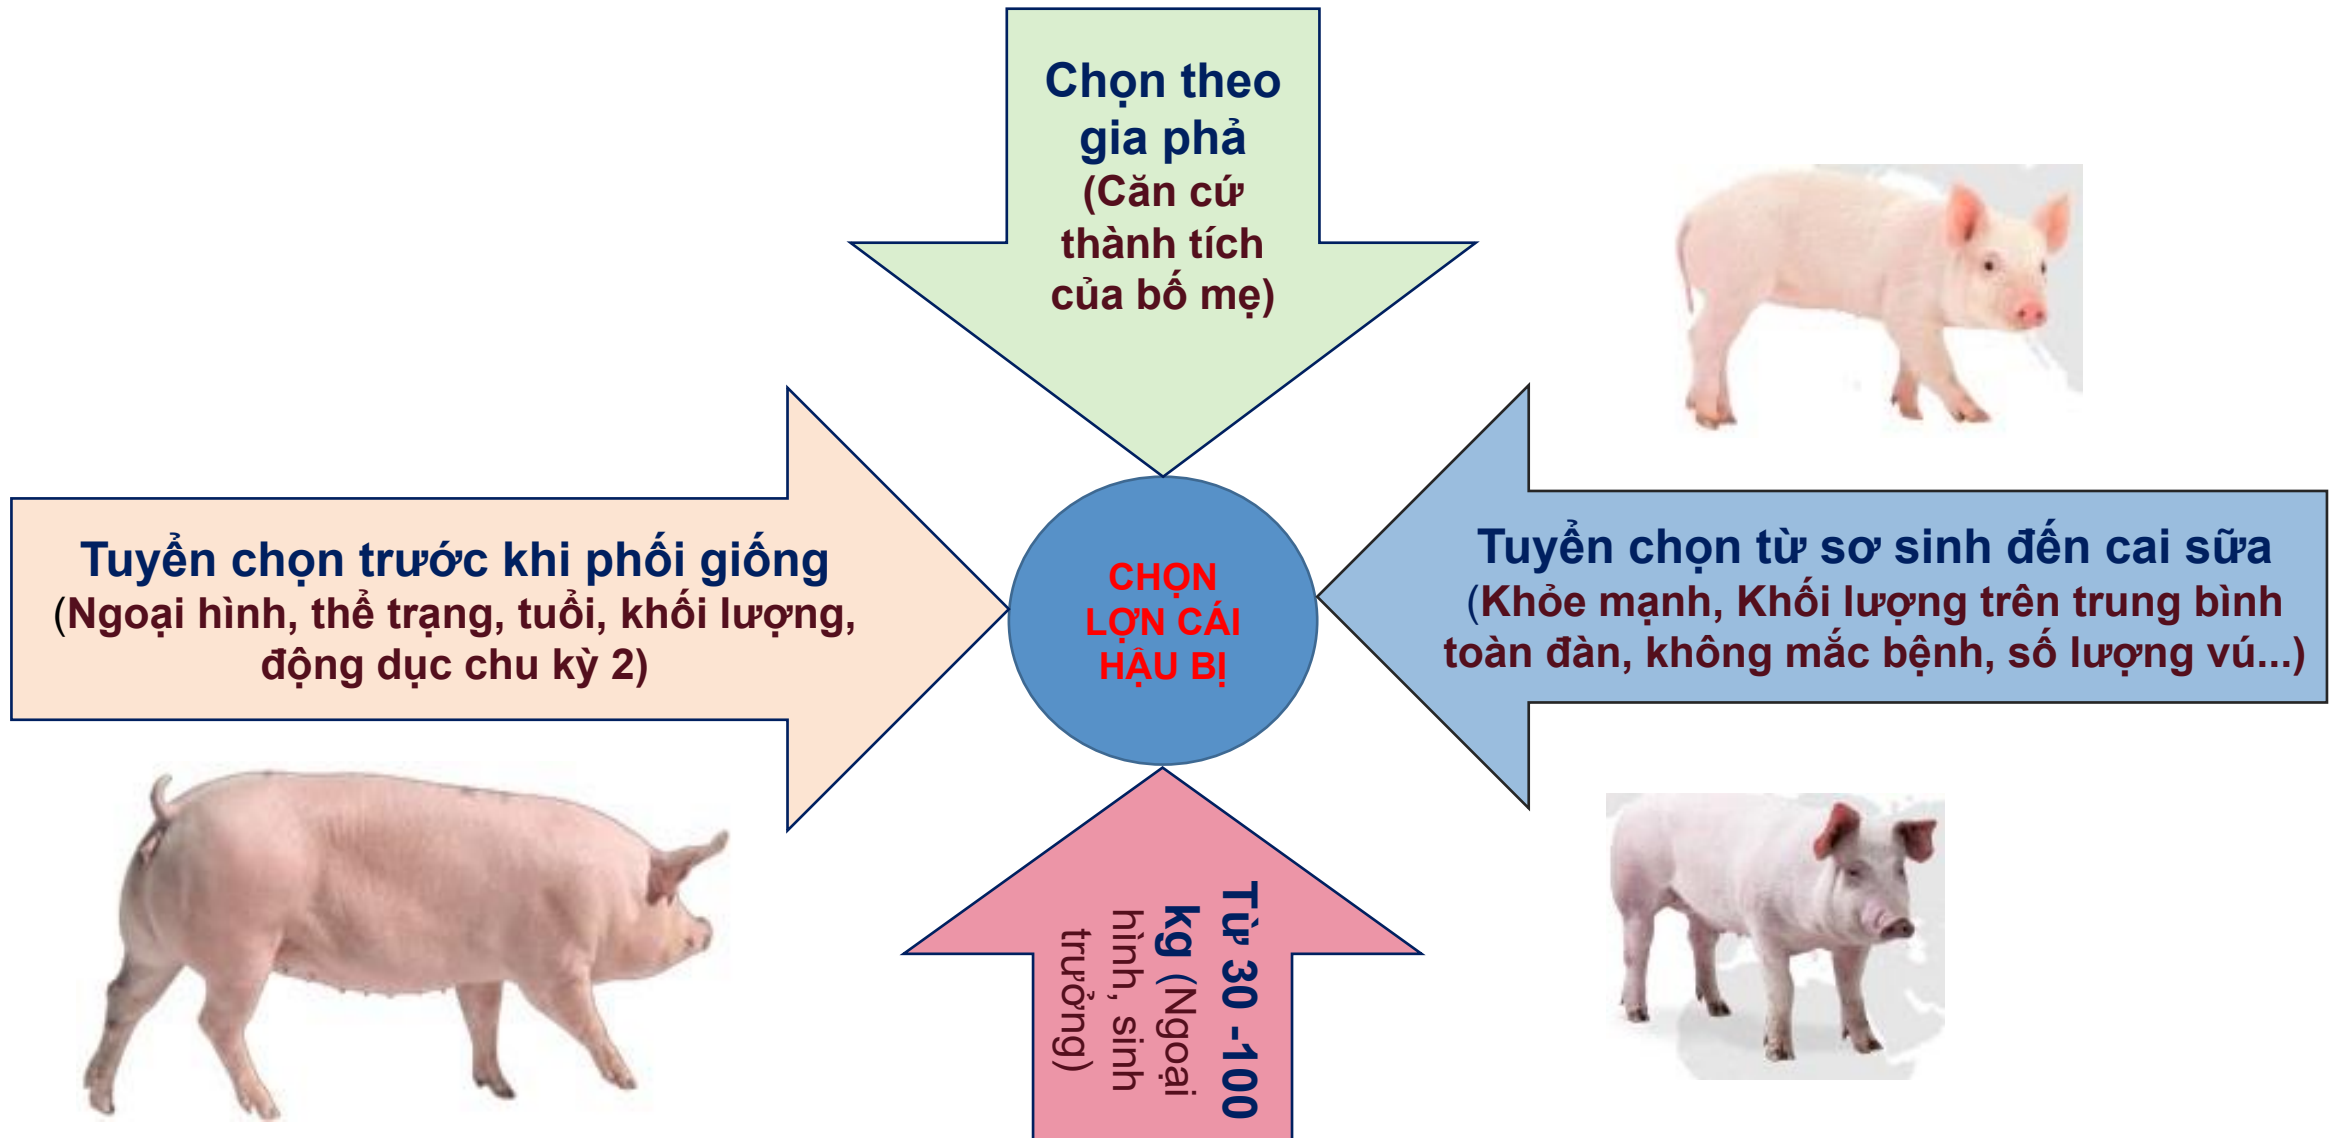 Chọn theo
gia phả
(Căn cứ
thành tích
của bố mẹ)
Tuyển chọn trước khi phối giống
(Ngoại hình, thể trạng, tuổi, khối lượng,
động dục chu kỳ 2)
CHỌN
LỢN CÁI
HẬU BỊ
Tuyển chọn từ sơ sinh đến cai sữa
(Khỏe mạnh, Khối lượng trên trung bình
toàn đàn, không mắc bệnh, số lượng vú...)
Từ 30 -100
kg (Ngoại
hình, sinh
trưởng)